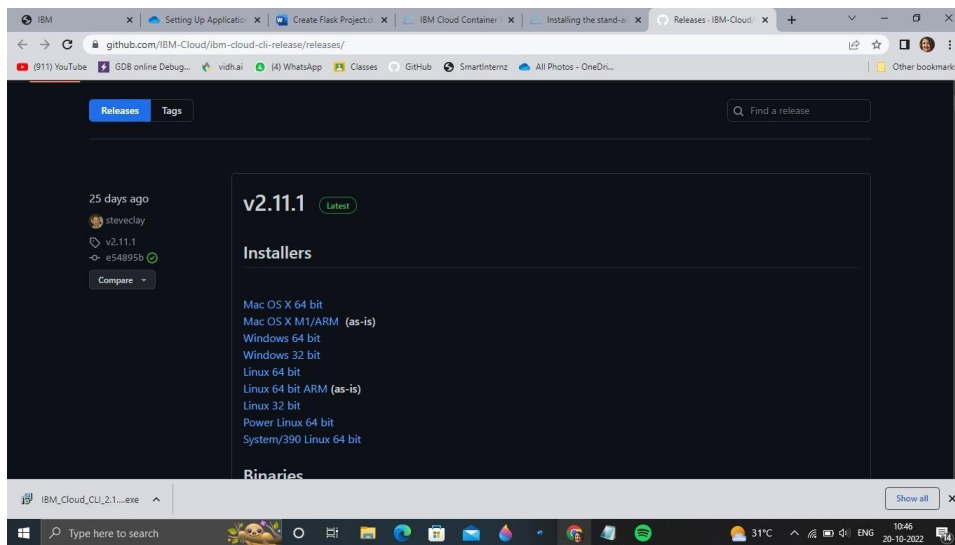 IBM
Setting Up Application
Create Flask Project.d
IBM Cloud Container
Installing the stand-al
Releases · IBM-Cloud
github.com/IBM-Cloud/ibm-cloud-cli-release/releases/
(911) YouTube
GDB online Debug...
vidh.ai
(4) WhatsApp
Classes
GitHub
SmartInternz
All Photos - OneDri...
Other bookmarks
Releases
Tags
Find a release
25 days ago
steveclay
v2.11.1
e54895b
Compare
v2.11.1 Latest
Installers
Mac OS X 64 bit
Mac OS X M1/ARM (as-is)
Windows 64 bit
Windows 32 bit
Linux 64 bit
Linux 64 bit ARM (as-is)
Linux 32 bit
Power Linux 64 bit
System/390 Linux 64 bit
Binaries
IBM_Cloud_CLI_2.1....exe
Show all
Type here to search
31°C
ENG
10:46
20-10-2022
14